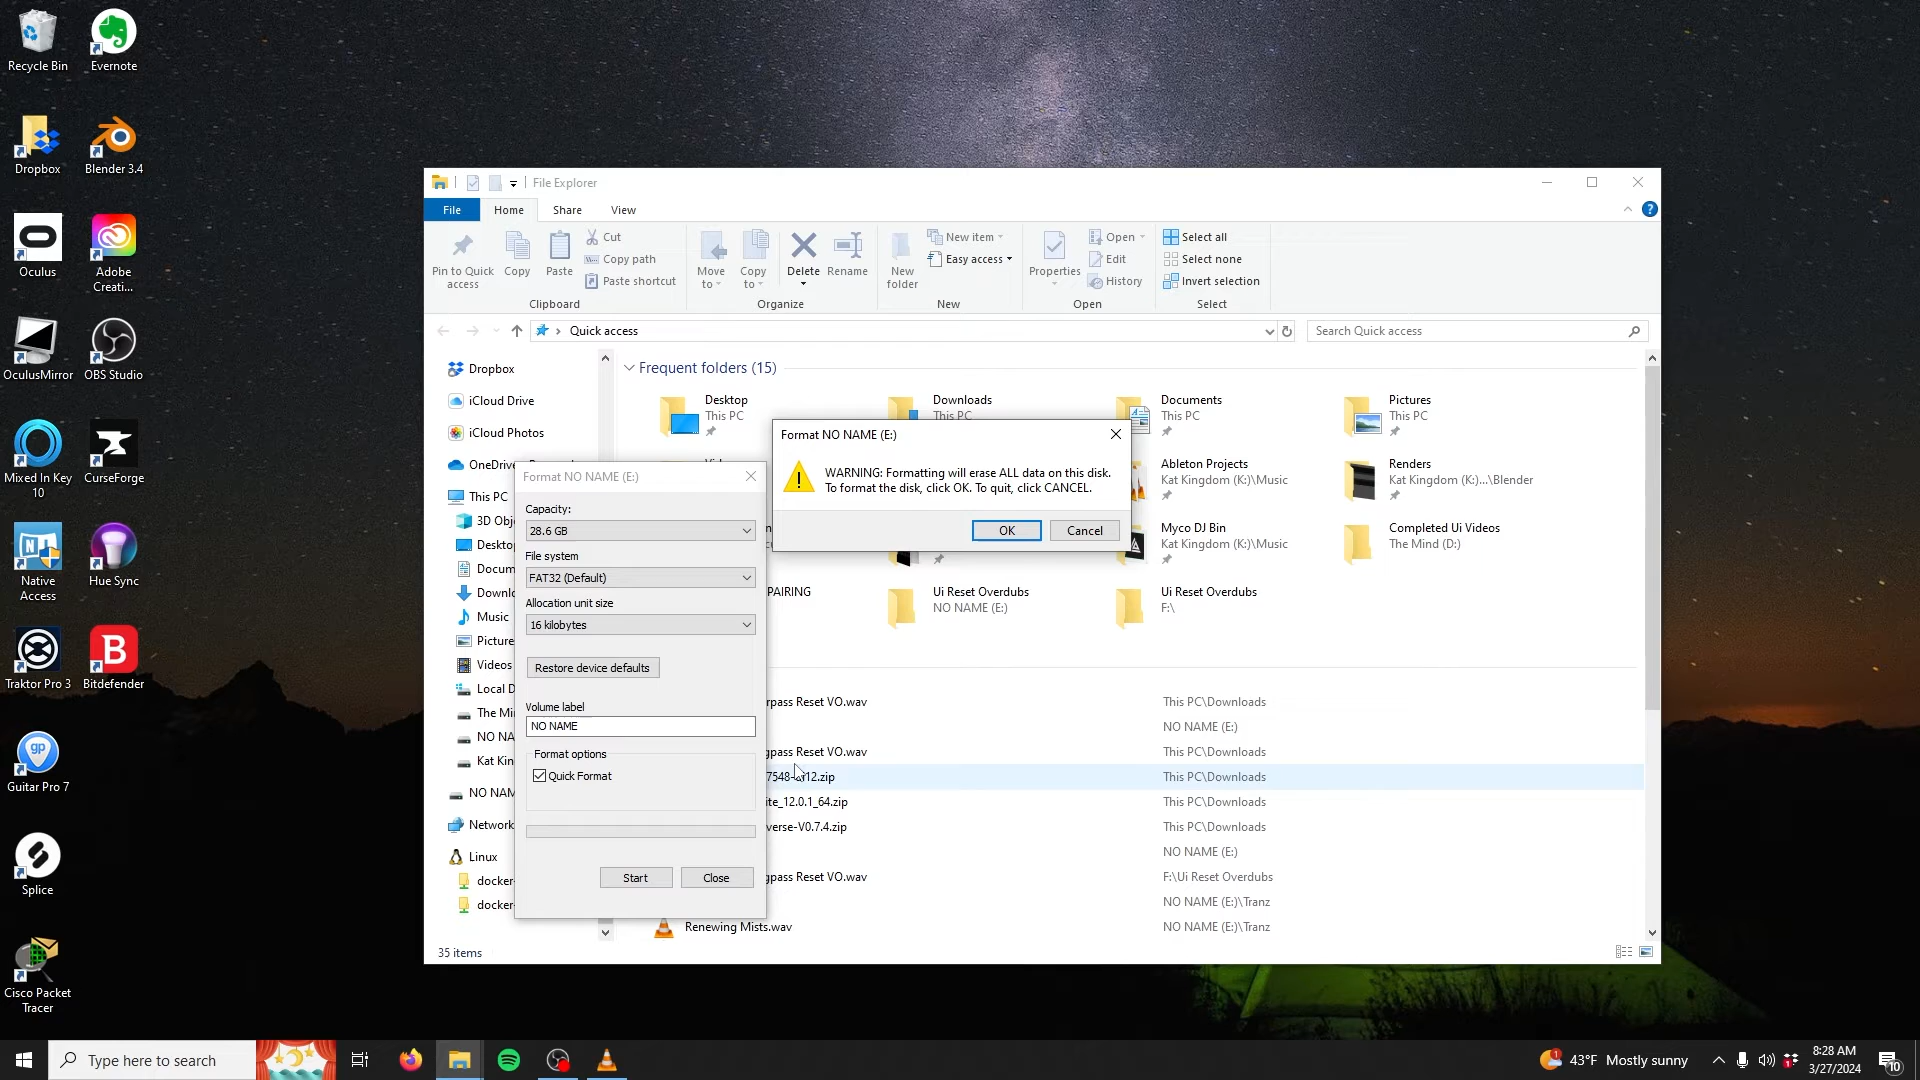 Recycle Bin
Evernote
Dropbox
Blender 3.4
Oculus
Adobe
Creati...
OculusMirror
OBS Studio
Mixed In Key
10
CurseForge
Native
Access
Hue Sync
Traktor Pro 3
Bitdefender
Guitar Pro 7
Splice
Cisco Packet
Tracer
File Explorer
File
Home
Share
View
Pin to Quick
access
Copy
Paste
Cut
Copy path
Paste shortcut
Clipboard
Move
to
Copy
to
Delete
Rename
Organize
New
folder
New item
Easy access
New
Properties
Open
Edit
History
Open
Select all
Select none
Invert selection
Select
Quick access
Search Quick access
Dropbox
iCloud Drive
iCloud Photos
OneDrive
This PC
3D Obj
Desktop
Docum
Downlo
Music
Picture
Videos
Local D
The Mi
NO NA
Kat Kin
NO NAM
Network
Linux
docker-
docker-
35 items
Frequent folders (15)
Desktop
This PC
Downloads
This PC
Documents
This PC
Pictures
This PC
Ableton Projects
Kat Kingdom (K:)\Music
Renders
Kat Kingdom (K:)...\Blender
Myco DJ Bin
Kat Kingdom (K:)\Music
Completed Ui Videos
The Mind (D:)
PAIRING
Ui Reset Overdubs
NO NAME (E:)
Ui Reset Overdubs
F:\
rpass Reset VO.wav
This PC\Downloads
NO NAME (E:)
gpass Reset VO.wav
This PC\Downloads
This PC\Downloads
ite_12.0.1_64.zip
This PC\Downloads
verse-V0.7.4.zip
This PC\Downloads
NO NAME (E:)
gpass Reset VO.wav
F:\Ui Reset Overdubs
NO NAME (E:)\Tranz
Renewing Mists.wav
NO NAME (E:)\Tranz
Format NO NAME (E:)
Capacity:
28.6 GB
File system
FAT32 (Default)
Allocation unit size
16 kilobytes
Restore device defaults
Volume label
NO NAME
Format options
Quick Format
Start
Close
Format NO NAME (E:)
WARNING: Formatting will erase ALL data on this disk.
To format the disk, click OK. To quit, click CANCEL.
OK
Cancel
Type here to search
1
43°F Mostly sunny
1
8:28 AM
3/27/2024
10